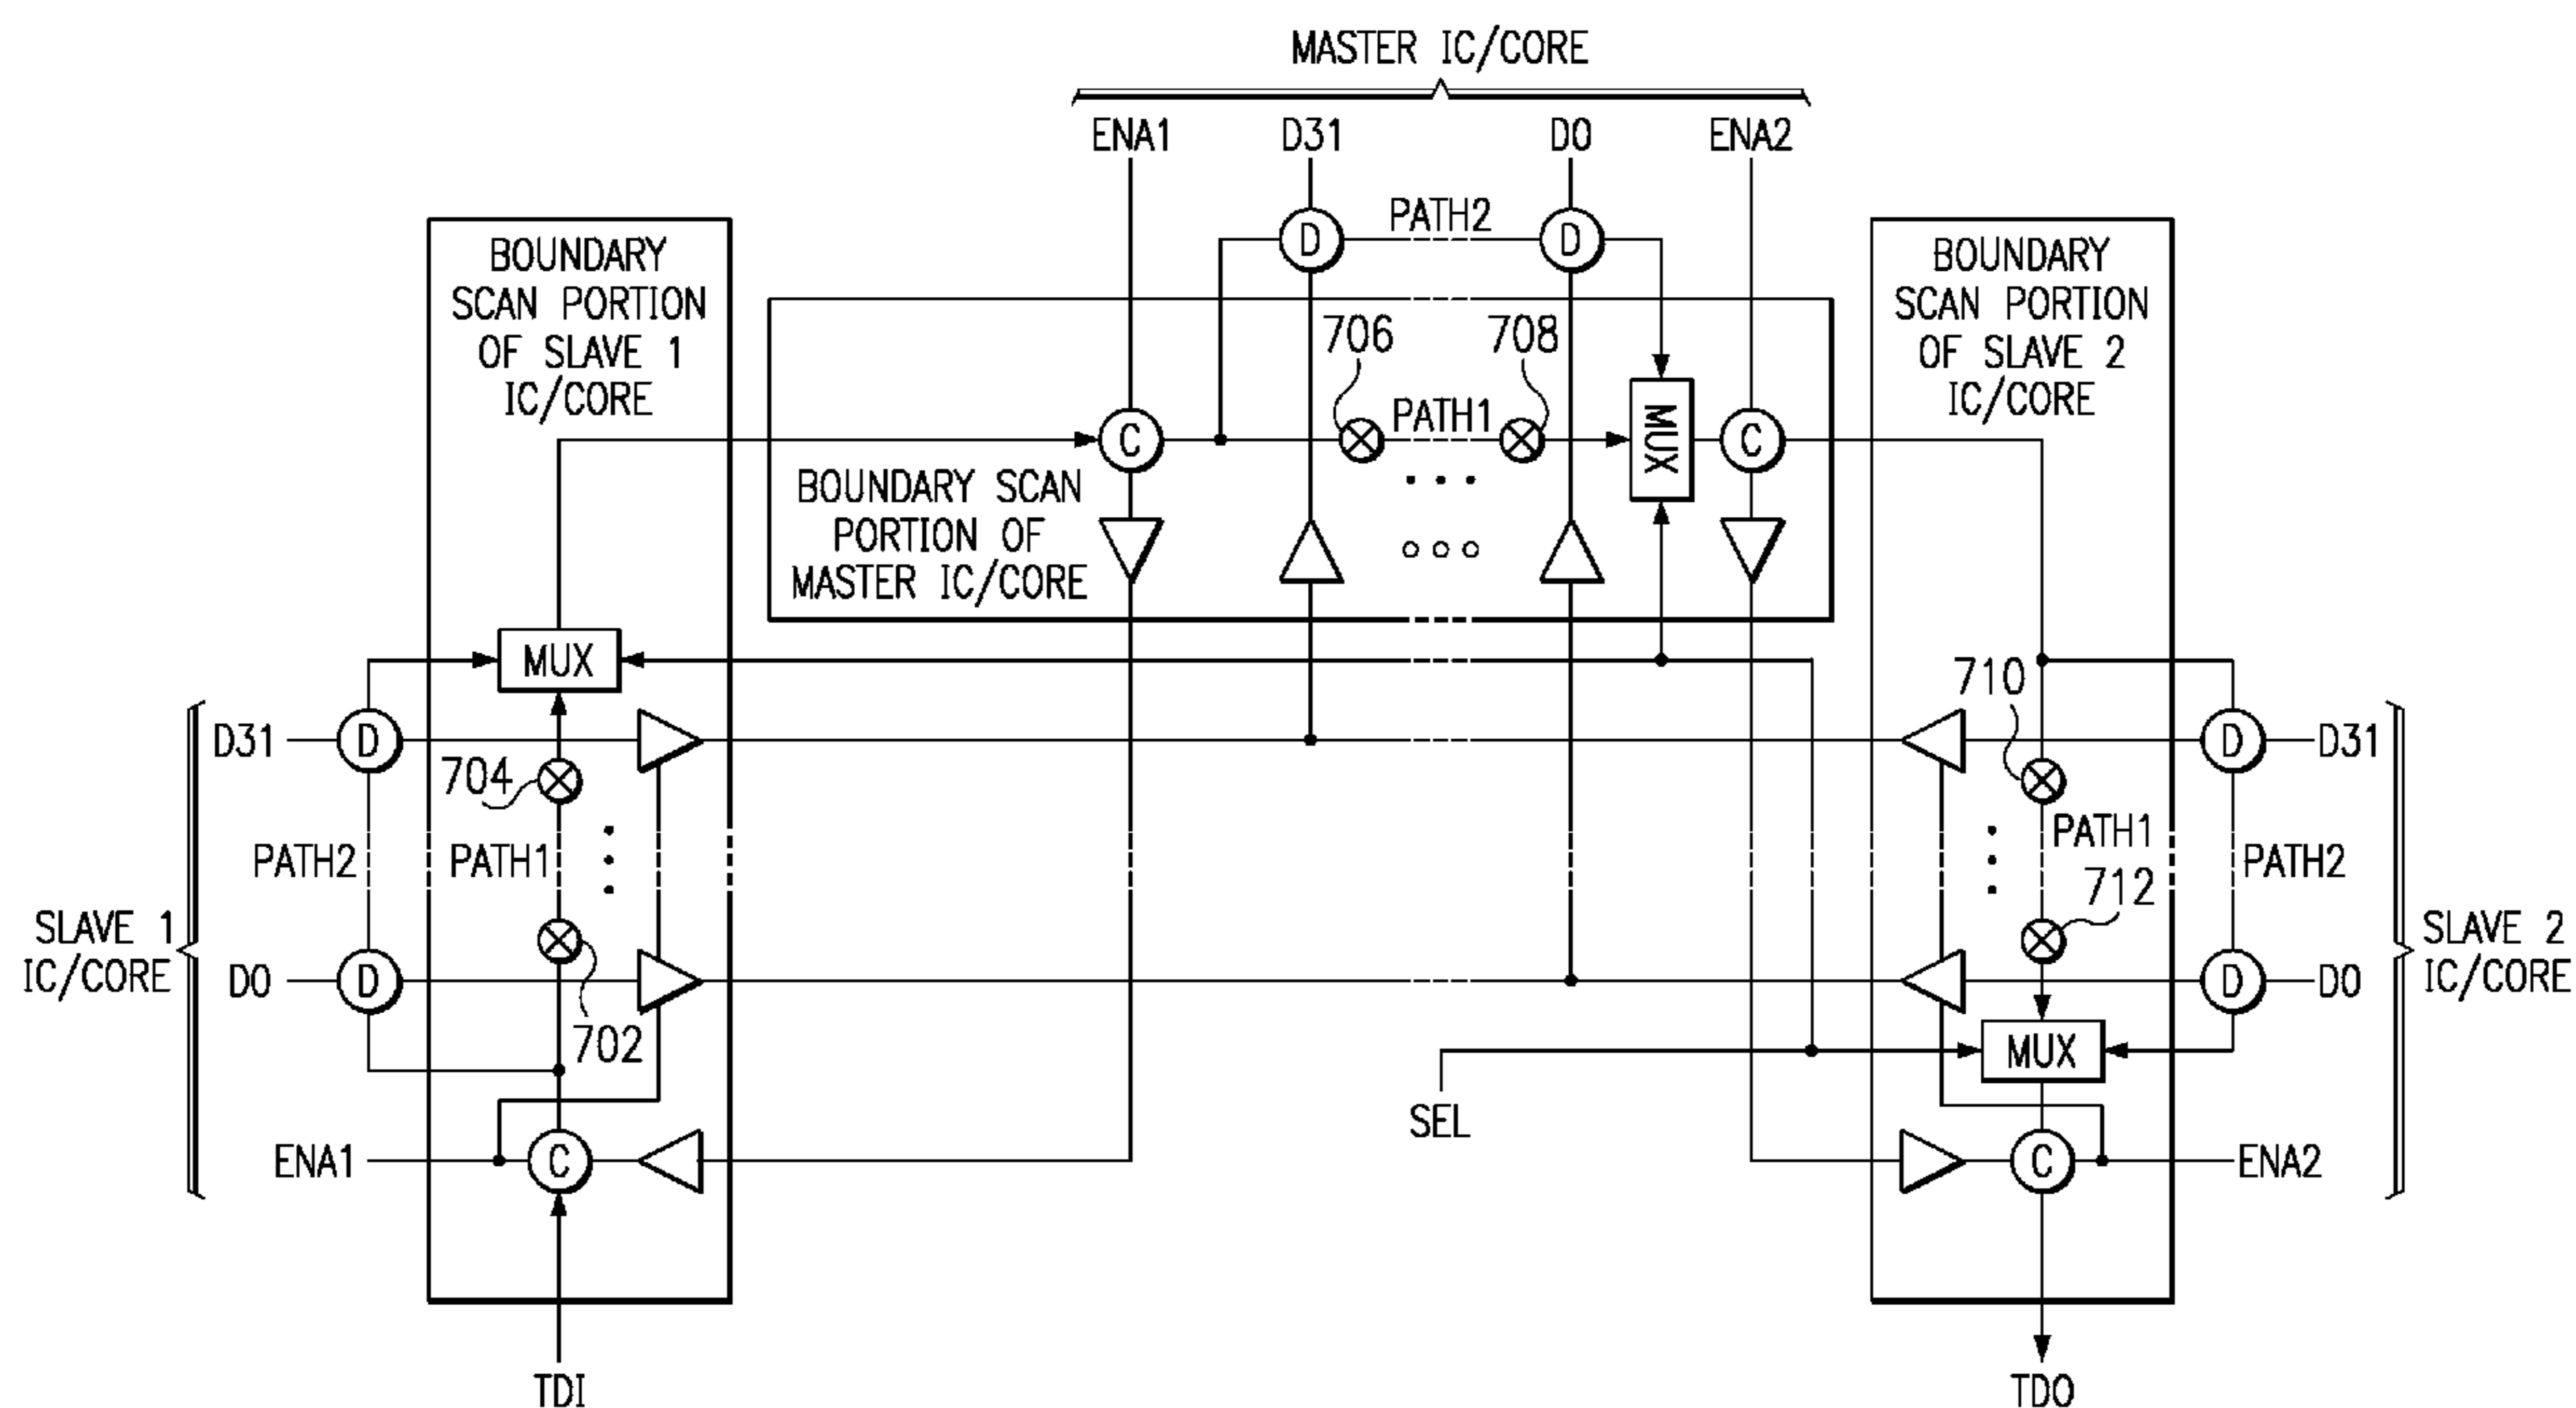 MASTER IC/CORE
ENA1
D31
D0
ENA2
PATH2
D
D
BOUNDARY
SCAN PORTION
OF SLAVE 1
IC/CORE
BOUNDARY
SCAN PORTION
OF SLAVE 2
IC/CORE
706
708
C
PATH1
MUX
C
BOUNDARY SCAN
PORTION OF
MASTER IC/CORE
MUX
710
D31
D
D
D31
704
PATH2
PATH1
PATH1
PATH2
712
SLAVE 1
IC/CORE
SLAVE 2
IC/CORE
D0
D
D
D0
702
MUX
SEL
ENA1
C
C
ENA2
TDI
TDO